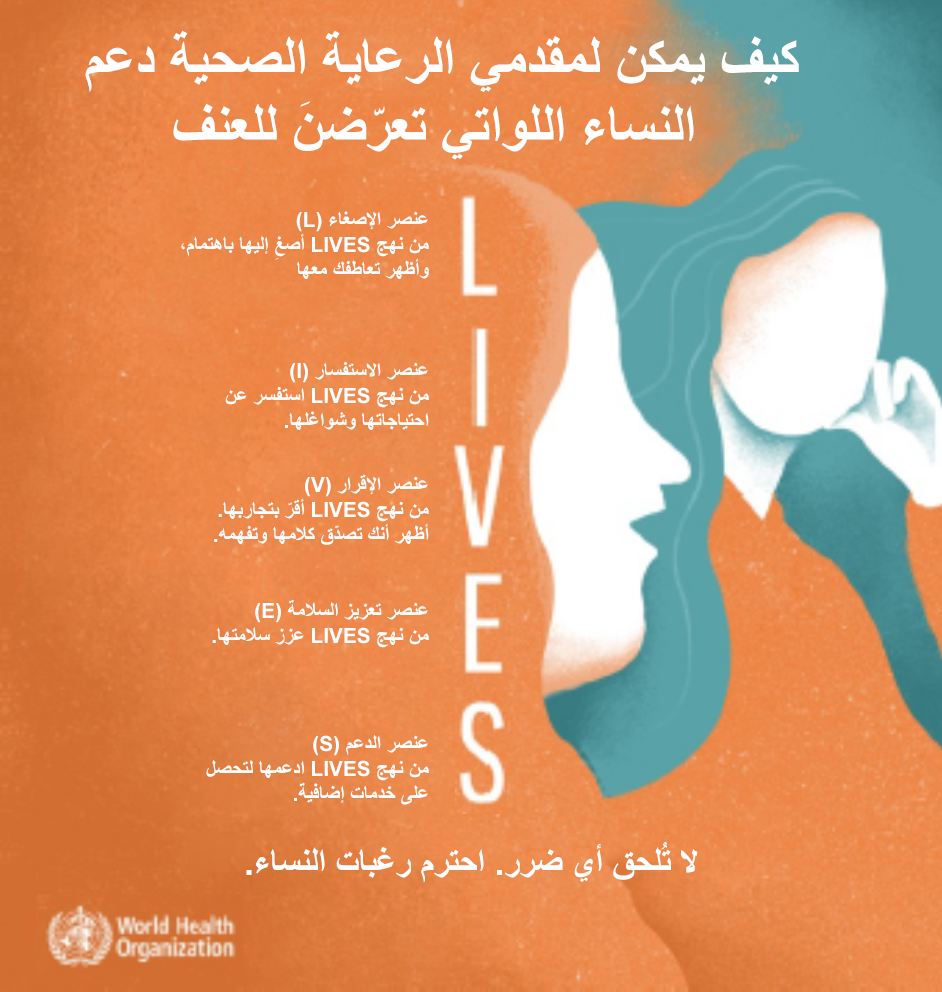 كيف يمكن لمقدمي الرعاية الصحية دعم
النساء اللواتي تعرّضنَ للعنف
L
عنصر الإصغاء (L)
من نهج LIVES أصغِ إليها باهتمام،
وأظهر تعاطفك معها
I
عنصر الاستفسار (I)
من نهج LIVES استفسر عن
احتياجاتها وشواغلها.
V
عنصر الإقرار (V)
من نهج LIVES أقرّ بتجاربها.
أظهر أنك تصدّق كلامها وتفهمه.
E
عنصر تعزيز السلامة (E)
من نهج LIVES عزز سلامتها.
S
عنصر الدعم (S)
من نهج LIVES ادعمها لتحصل
على خدمات إضافية.
لا تُلحق أي ضرر. احترم رغبات النساء.
World Health
Organization